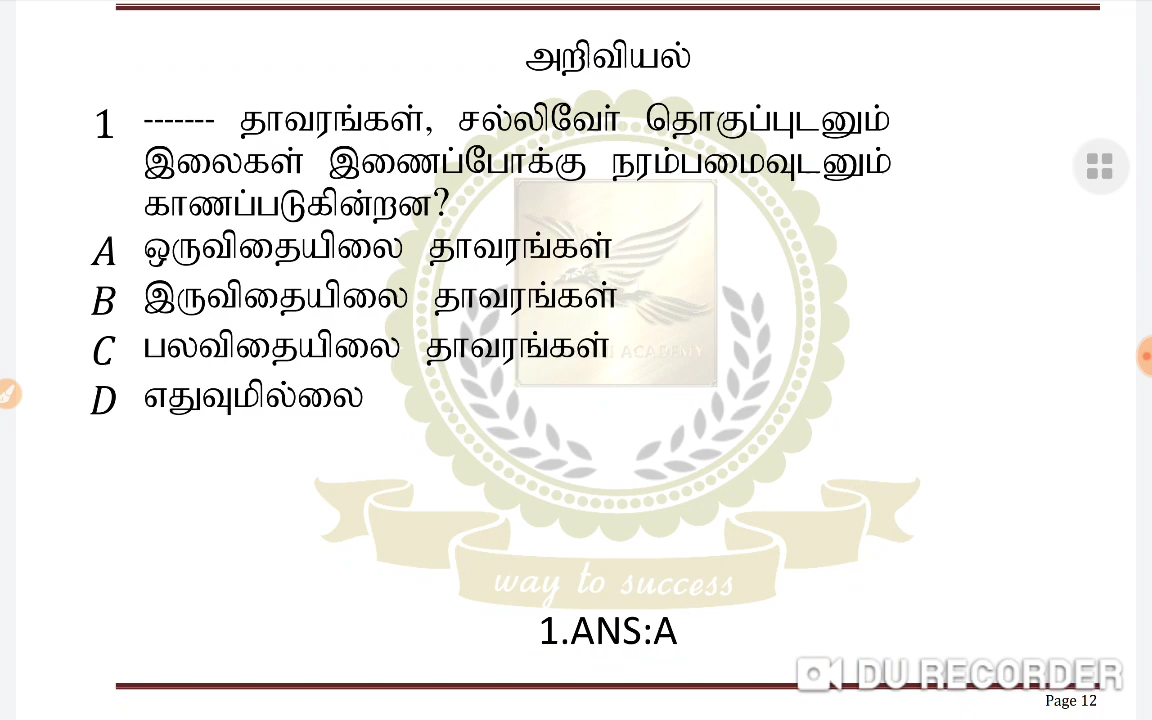 அறிவியல்
1 ------- தாவரங்கள், சல்லிவேர் தொகுப்புடனும்
இலைகள் இணைப்போக்கு நரம்பமைவுடனும்
காணப்படுகின்றன?
A ஒருவிதையிலை தாவரங்கள்
B இருவிதையிலை தாவரங்கள்
C பலவிதையிலை தாவரங்கள்
D எதுவுமில்லை
ACADEMY
way to success
1.ANS:A
DU RECORDER
Page 12